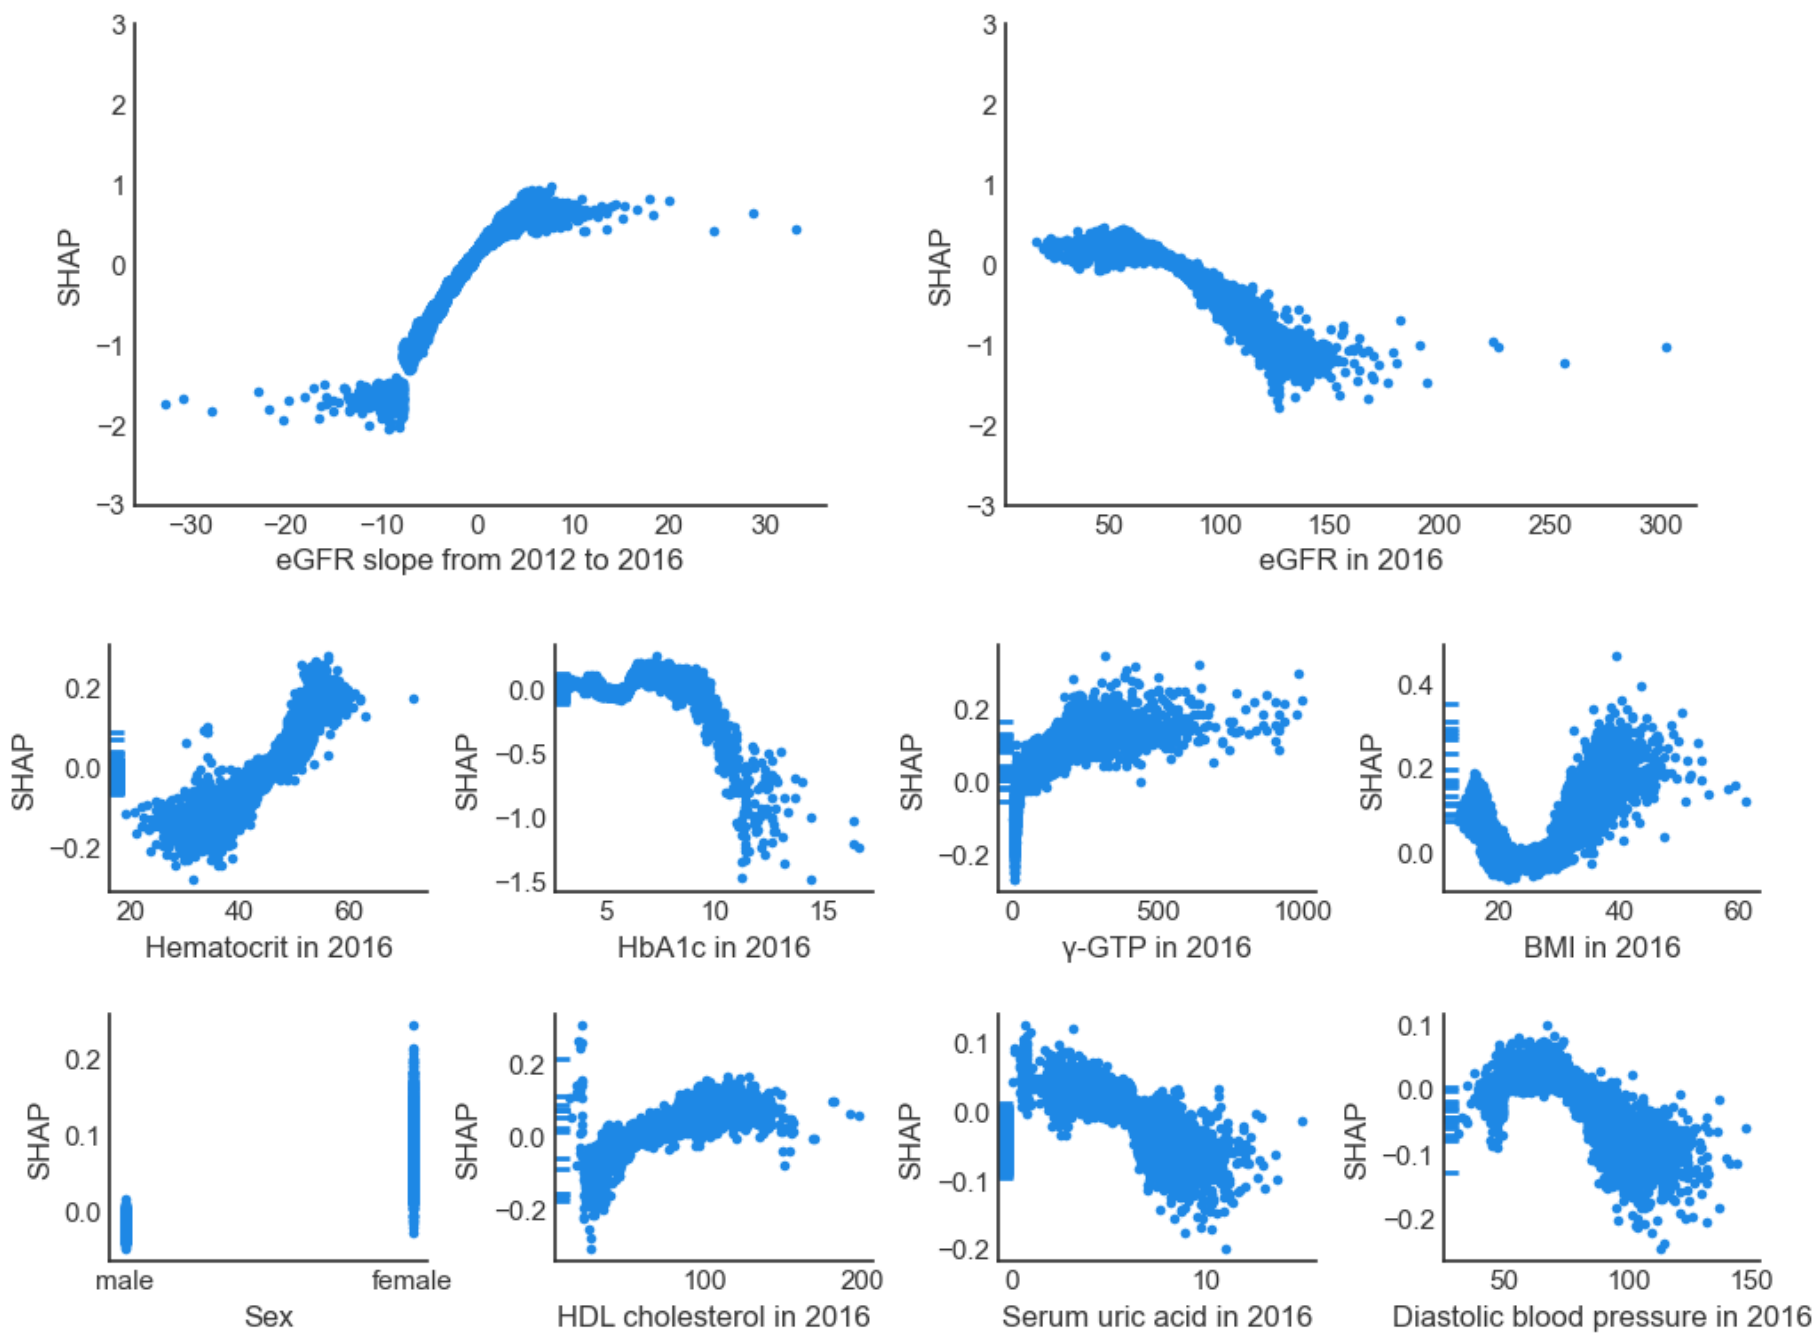 3
2
1
0
−1
−2
−3
SHAP
−30 −20 −10 0 10 20 30
eGFR slope from 2012 to 2016
3
2
1
0
−1
−2
−3
SHAP
50 100 150 200 250 300
eGFR in 2016
0.2
0.0
−0.2
SHAP
20 40 60
Hematocrit in 2016
0.0
−0.5
−1.0
−1.5
SHAP
5 10 15
HbA1c in 2016
0.2
0.0
−0.2
SHAP
0 500 1000
γ-GTP in 2016
0.4
0.2
0.0
SHAP
20 40 60
BMI in 2016
0.2
0.1
0.0
SHAP
male female
Sex
0.2
0.0
−0.2
SHAP
100 200
HDL cholesterol in 2016
0.1
0.0
−0.1
−0.2
SHAP
0 10
Serum uric acid in 2016
0.1
0.0
−0.1
−0.2
SHAP
50 100 150
Diastolic blood pressure in 2016